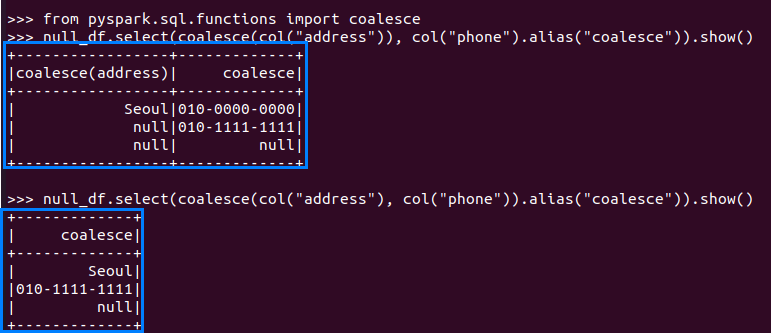 >>> from pyspark.sql.functions import coalesce
>>> null_df.select(coalesce(col("address")), col("phone").alias("coalesce")).show()
+-----------------+-------------+
|coalesce(address)|     coalesce|
+-----------------+-------------+
|            Seoul|010-0000-0000|
|             null|010-1111-1111|
|             null|         null|
+-----------------+-------------+
>>> null_df.select(coalesce(col("address"), col("phone")).alias("coalesce")).show()
+-------------+
|     coalesce|
+-------------+
|        Seoul|
|010-1111-1111|
|         null|
+-------------+